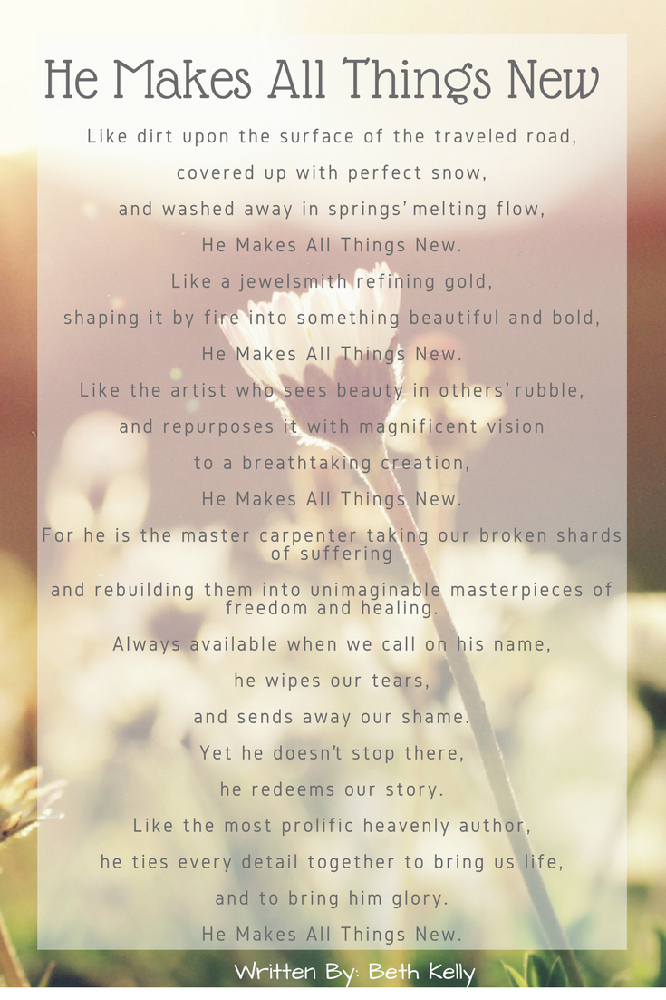 He Makes All Things New
Like dirt upon the surface of the traveled road,
covered up with perfect snow,
and washed away in springs' melting flow,
He Makes All Things New.
Like a jewelsmith refining gold,
shaping it by fire into something beautiful and bold,
He Makes All Things New.
Like the artist who sees beauty in others' rubble,
and repurposes it with magnificent vision
to a breathtaking creation,
He Makes All Things New.
For he is the master carpenter taking our broken shards
of suffering
and rebuilding them into unimaginable masterpieces of
freedom and healing.
Always available when we call on his name,
he wipes our tears,
and sends away our shame.
Yet he doesn't stop there,
he redeems our story.
Like the most prolific heavenly author,
he ties every detail together to bring us life,
and to bring him glory.
He Makes All Things New.
Written By: Beth Kelly